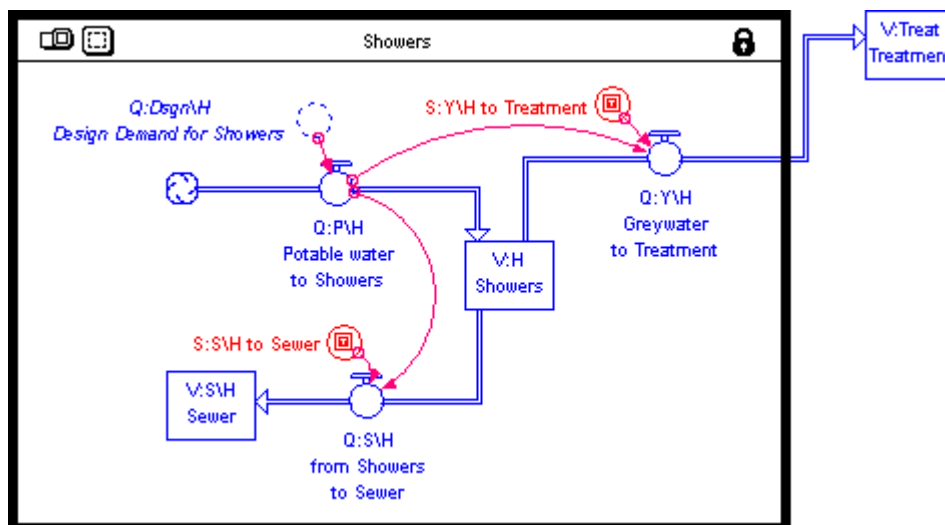 Showers
V:Treat
Treatment
Q:Dsgn\H
Design Demand for Showers
S:Y\H to Treatment
Q:P\H
Potable water
to Showers
Q:Y\H
Greywater
to Treatment
V:H
Showers
S:S\H to Sewer
V:S\H
Sewer
Q:S\H
from Showers
to Sewer